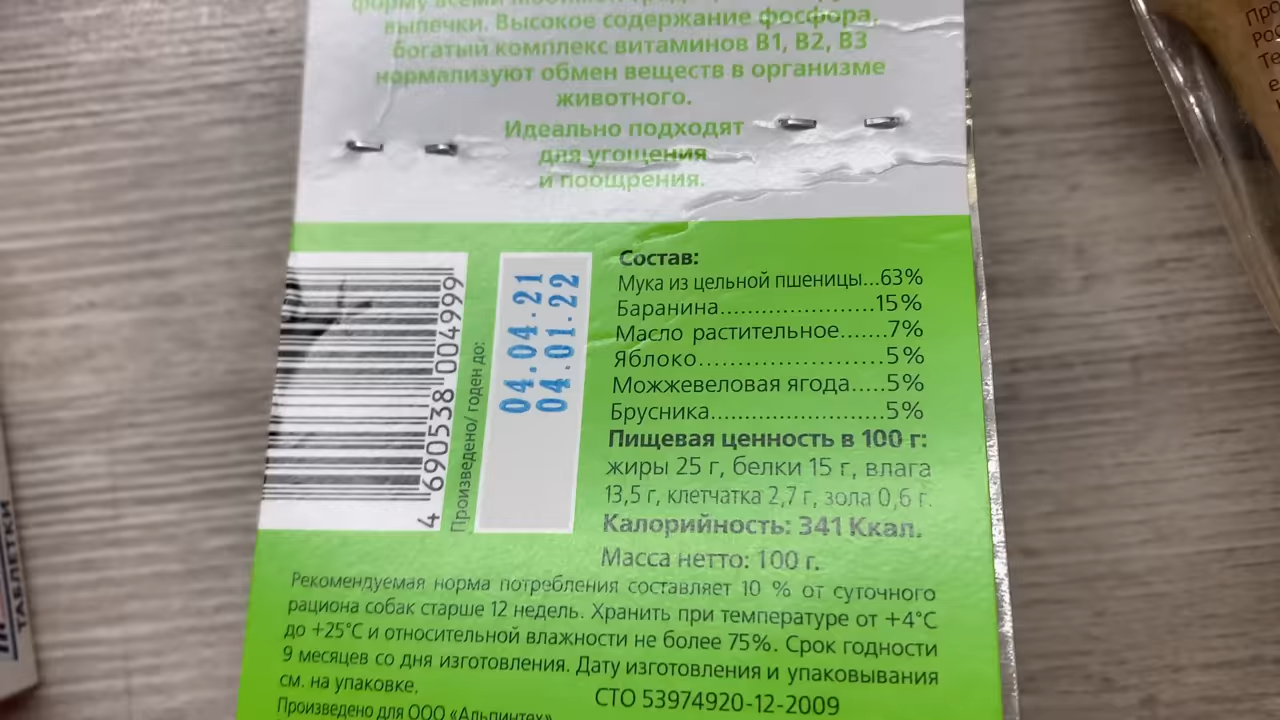 выпечки. Высокое содержание фосфора,
богатый комплекс витаминов В1, В2, В3
нормализуют обмен веществ в организме
животного.
Идеально подходят
для угощения
и поощрения.
4 690538 004999
Произведено/ годен до:
04.04.21
04.01.22
Состав:
Мука из цельной пшеницы...63%
Баранина.......................15%
Масло растительное......7%
Яблоко............................5%
Можжевеловая ягода.....5%
Брусника..........................5%
Пищевая ценность в 100 г:
жиры 25 г, белки 15 г, влага
13,5 г, клетчатка 2,7 г, зола 0,6 г.
Калорийность: 341 Ккал.
Масса нетто: 100 г.
Рекомендуемая норма потребления составляет 10 % от суточного
рациона собак старше 12 недель. Хранить при температуре от +4°С
до +25°С и относительной влажности не более 75%. Срок годности
9 месяцев со дня изготовления. Дату изготовления и упаковывания
см. на упаковке.
СТО 53974920-12-2009
Произведено для ООО «Альпинтех»
ТАБЛЕТКИ